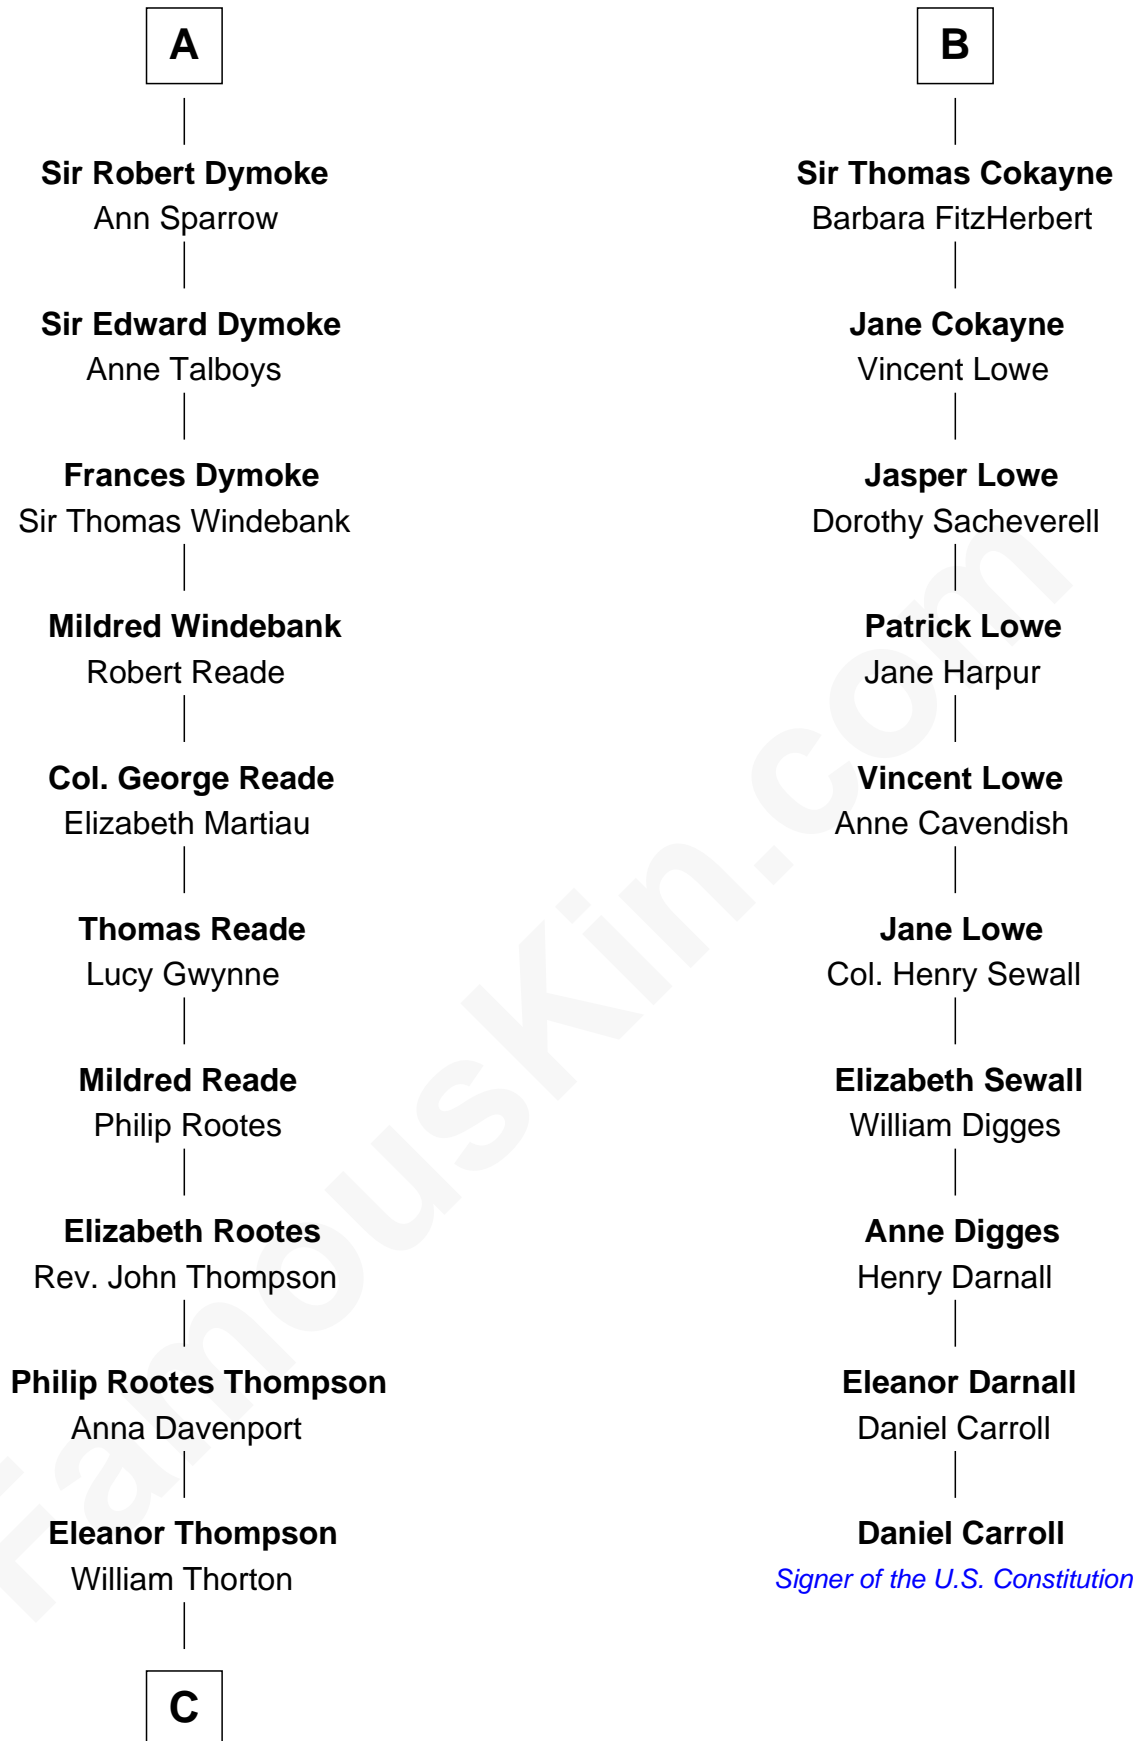 A
Sir Robert Dymoke
Ann Sparrow
Sir Edward Dymoke
Anne Talboys
Frances Dymoke
Sir Thomas Windebank
Mildred Windebank
Robert Reade
Col. George Reade
Elizabeth Martiau
Thomas Reade
Lucy Gwynne
Mildred Reade
Philip Rootes
Elizabeth Rootes
Rev. John Thompson
Philip Rootes Thompson
Anna Davenport
Eleanor Thompson
William Thorton
C
B
Sir Thomas Cokayne
Barbara FitzHerbert
Jane Cokayne
Vincent Lowe
Jasper Lowe
Dorothy Sacheverell
Patrick Lowe
Jane Harpur
Vincent Lowe
Anne Cavendish
Jane Lowe
Col. Henry Sewall
Elizabeth Sewall
William Digges
Anne Digges
Henry Darnall
Eleanor Darnall
Daniel Carroll
Daniel Carroll
Signer of the U.S. Constitution
FamousKin.com